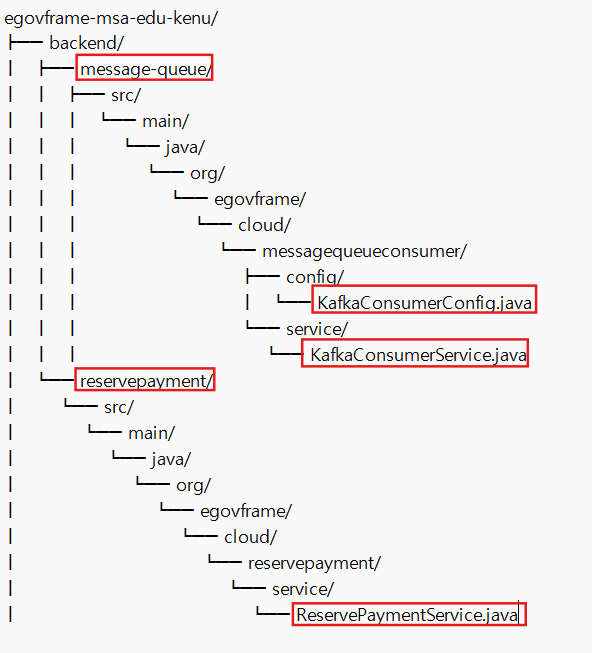 egovframe-msa-edu-kenu/
├── backend/
│ ├── message-queue/
│ │ ├── src/
│ │ │ └── main/
│ │ │ └── java/
│ │ │ └── org/
│ │ │ └── egovframe/
│ │ │ └── cloud/
│ │ │ └── messagequeueconsumer/
│ │ │ ├── config/
│ │ │ │ └── KafkaConsumerConfig.java
│ │ │ └── service/
│ │ │ └── KafkaConsumerService.java
│ └── reservepayment/
│ └── src/
│ └── main/
│ └── java/
│ └── org/
│ └── egovframe/
│ └── cloud/
│ └── reservepayment/
│ └── service/
│ └── ReservePaymentService.java